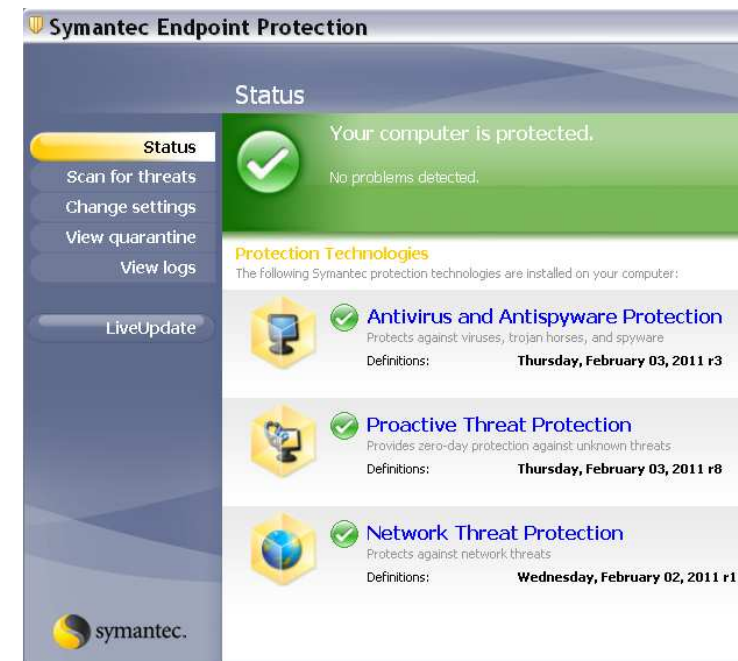 Symantec Endpoint Protection
Status
Status
Scan for threats
Change settings
View quarantine
View logs
LiveUpdate
Your computer is protected.
No problems detected.
Protection Technologies
The following Symantec protection technologies are installed on your computer:
Antivirus and Antispyware Protection
Protects against viruses, trojan horses, and spyware
Definitions: Thursday, February 03, 2011 r3
Proactive Threat Protection
Provides zero-day protection against unknown threats
Definitions: Thursday, February 03, 2011 r8
Network Threat Protection
Protects against network threats
Definitions: Wednesday, February 02, 2011 r1
symantec.